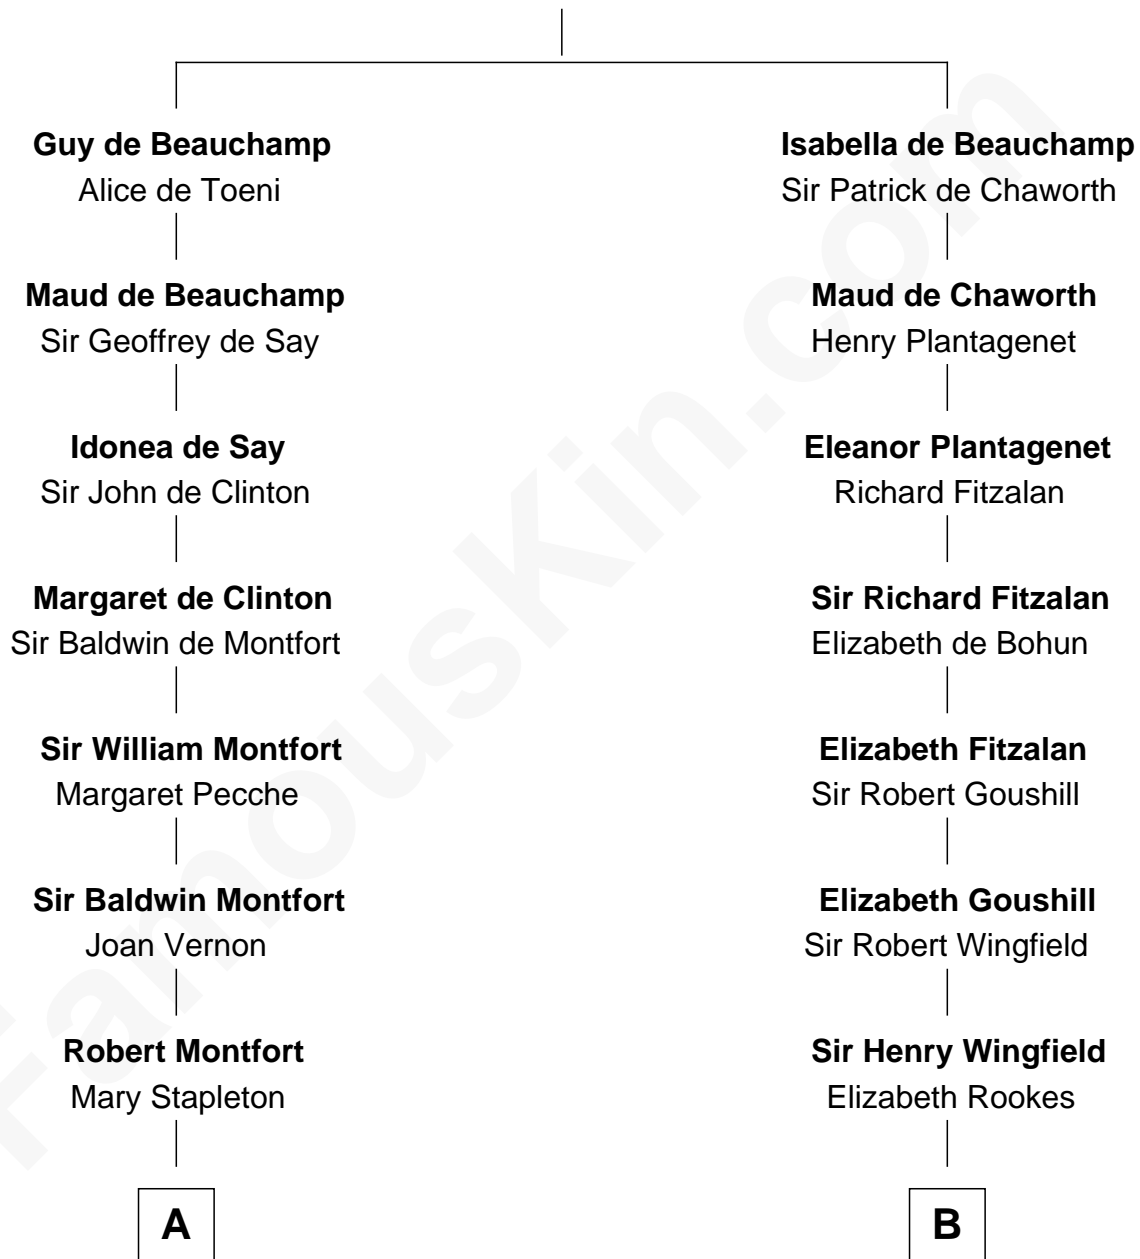 Guy de Beauchamp
Alice de Toeni
Isabella de Beauchamp
Sir Patrick de Chaworth
Maud de Beauchamp
Sir Geoffrey de Say
Maud de Chaworth
Henry Plantagenet
Idonea de Say
Sir John de Clinton
Eleanor Plantagenet
Richard Fitzalan
Margaret de Clinton
Sir Baldwin de Montfort
Sir Richard Fitzalan
Elizabeth de Bohun
Sir William Montfort
Margaret Pecche
Elizabeth Fitzalan
Sir Robert Goushill
Sir Baldwin Montfort
Joan Vernon
Elizabeth Goushill
Sir Robert Wingfield
Robert Montfort
Mary Stapleton
Sir Henry Wingfield
Elizabeth Rookes
A
B
FamousKin.com